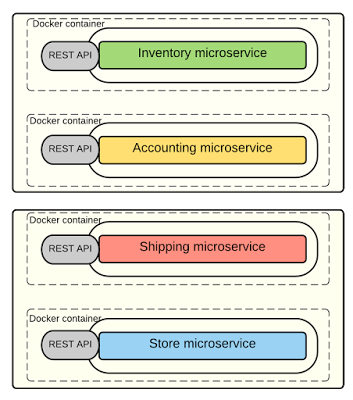 Docker container
REST API
Inventory microservice
Docker container
REST API
Accounting microservice
Docker container
REST API
Shipping microservice
Docker container
REST API
Store microservice